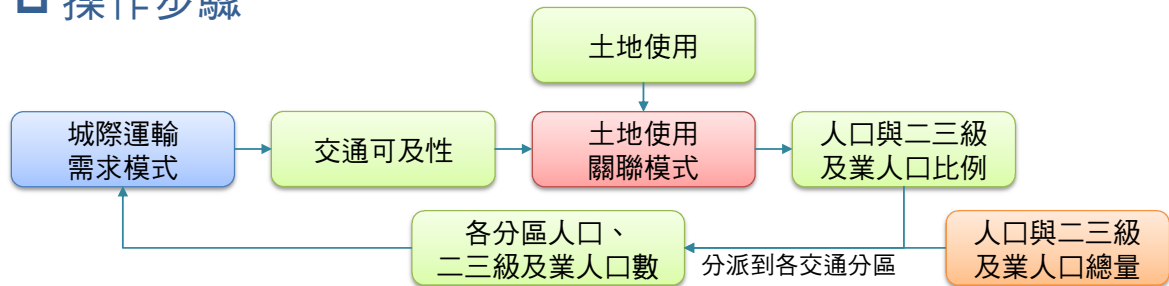 操作步驟
土地使用
城際運輸
需求模式
交通可及性
土地使用
關聯模式
人口與二三級
及業人口比例
各分區人口、
二三級及業人口數
分派到各交通分區
人口與二三級
及業人口總量